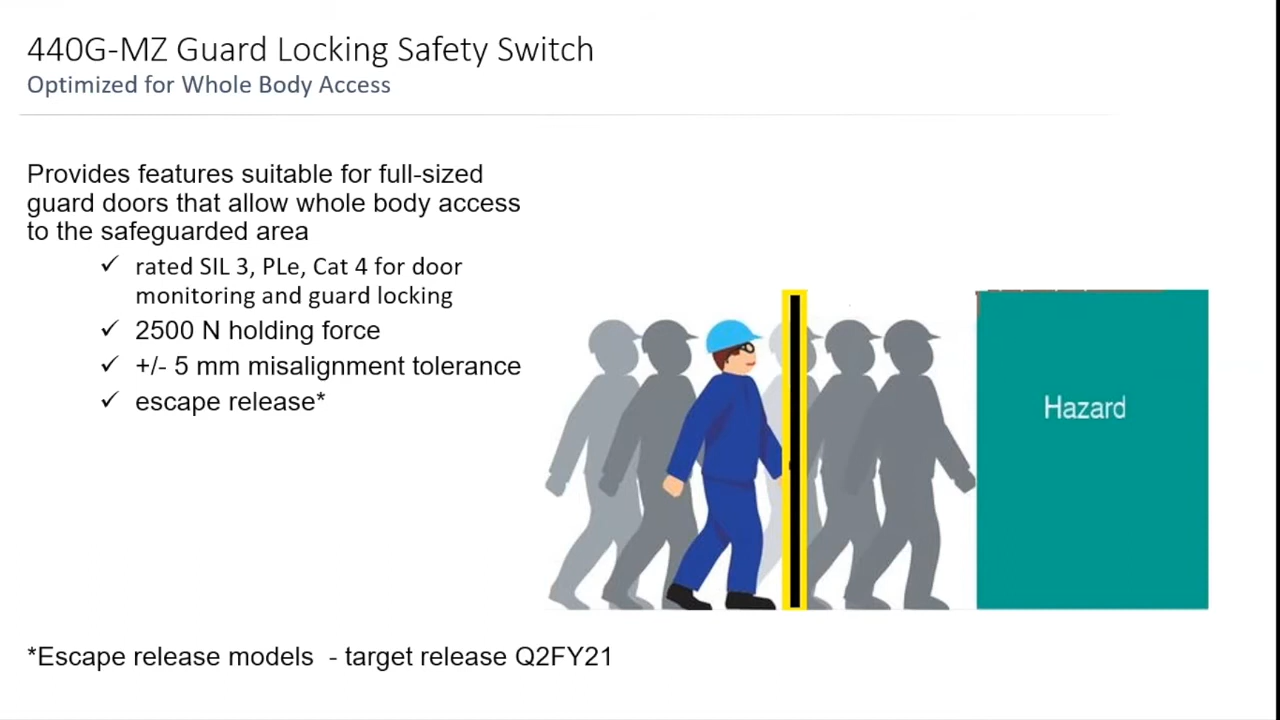 440G-MZ Guard Locking Safety Switch
Optimized for Whole Body Access
Provides features suitable for full-sized
guard doors that allow whole body access
to the safeguarded area
✓ rated SIL 3, PLe, Cat 4 for door
monitoring and guard locking
✓ 2500 N holding force
✓ +/- 5 mm misalignment tolerance
✓ escape release*
Hazard
*Escape release models  - target release Q2FY21